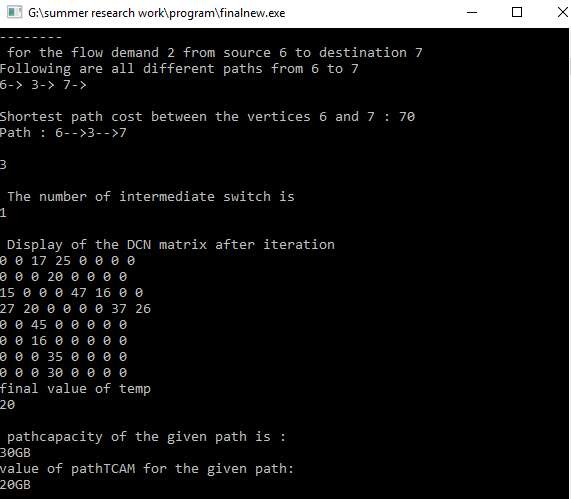 G:\summer research work\program\finalnew.exe
--------
for the flow demand 2 from source 6 to destination 7
Following are all different paths from 6 to 7
6-> 3-> 7->
Shortest path cost between the vertices 6 and 7 : 70
Path : 6-->3-->7
3
The number of intermediate switch is
1
Display of the DCN matrix after iteration
0 0 17 25 0 0 0 0
0 0 0 20 0 0 0 0
15 0 0 0 47 16 0 0
27 20 0 0 0 0 37 26
0 0 45 0 0 0 0 0
0 0 16 0 0 0 0 0
0 0 0 35 0 0 0 0
0 0 0 30 0 0 0 0
final value of temp
20
pathcapacity of the given path is :
30GB
value of pathTCAM for the given path:
20GB